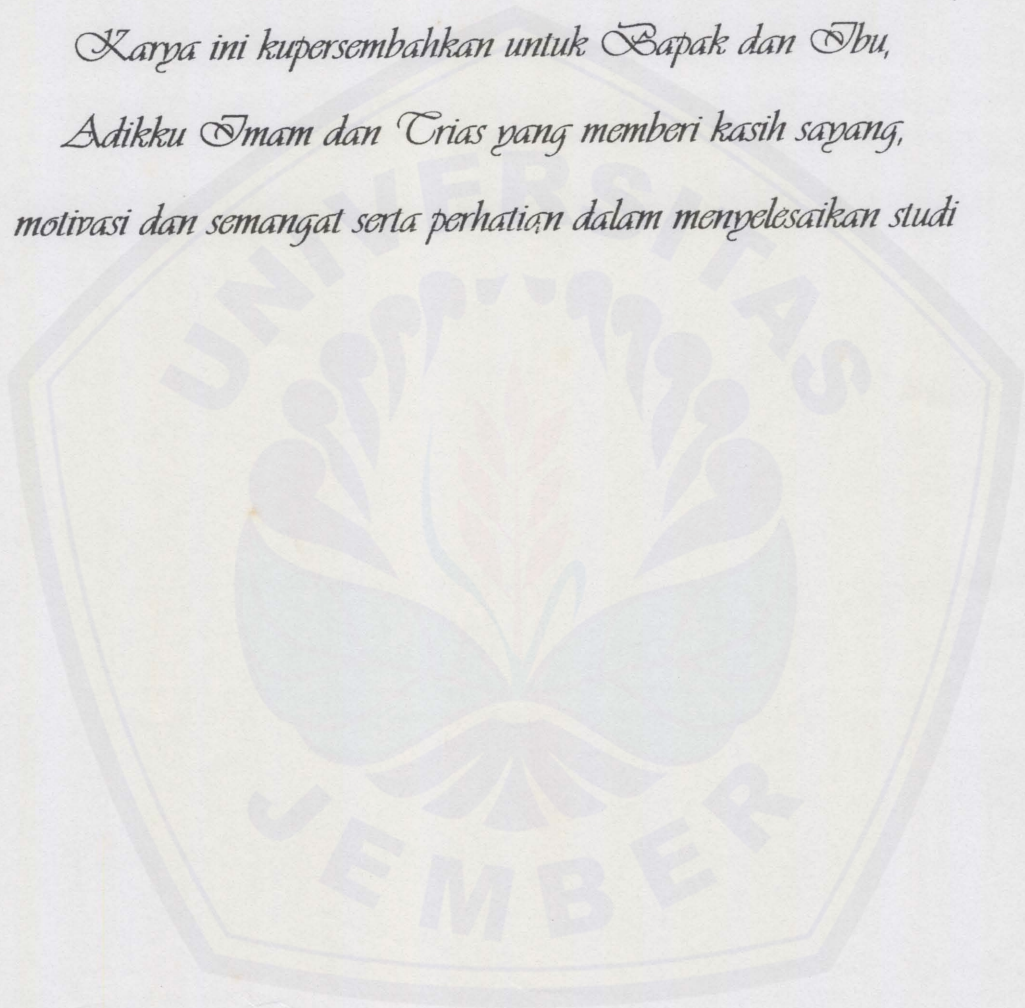 Karya ini kupersembahkan untuk Bapak dan Ibu,
Adikku Imam dan Trias yang memberi kasih sayang,
motivasi dan semangat serta perhatian dalam menyelesaikan studi
UNIVERSITAS
JEMBER